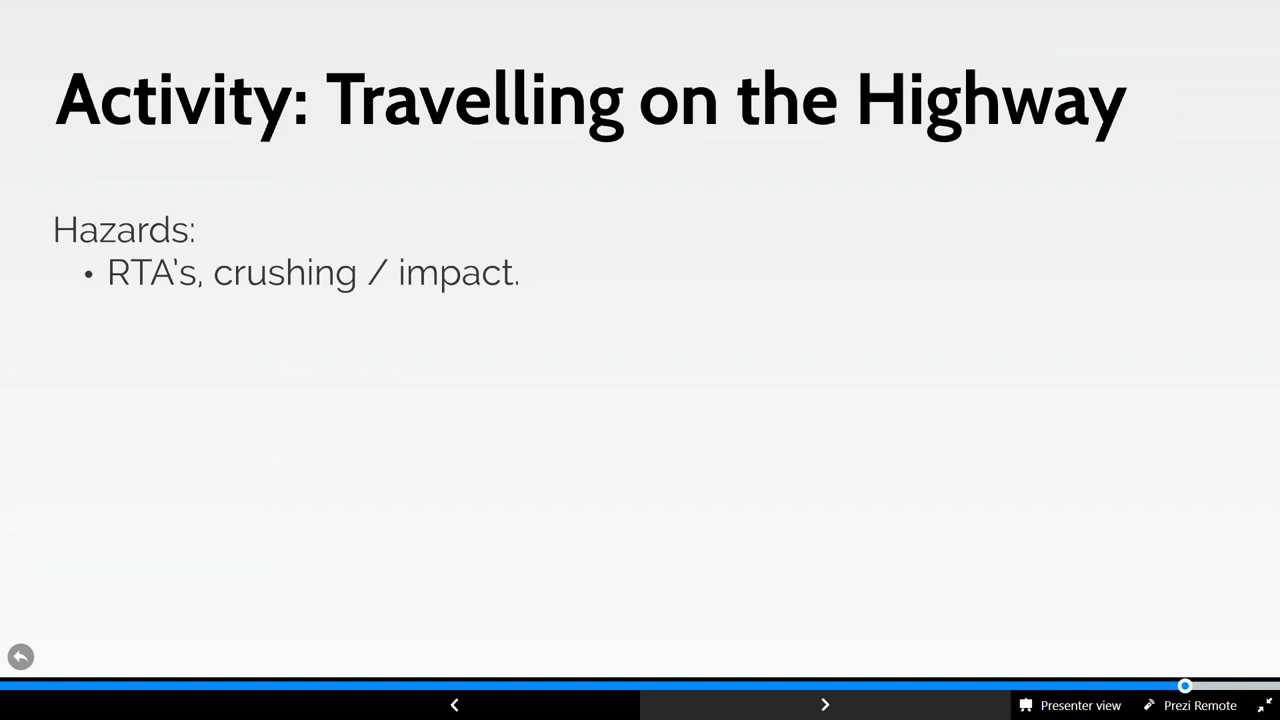 Activity: Travelling on the Highway
Hazards:
• RTA's, crushing / impact.
Presenter view
Prezi Remote